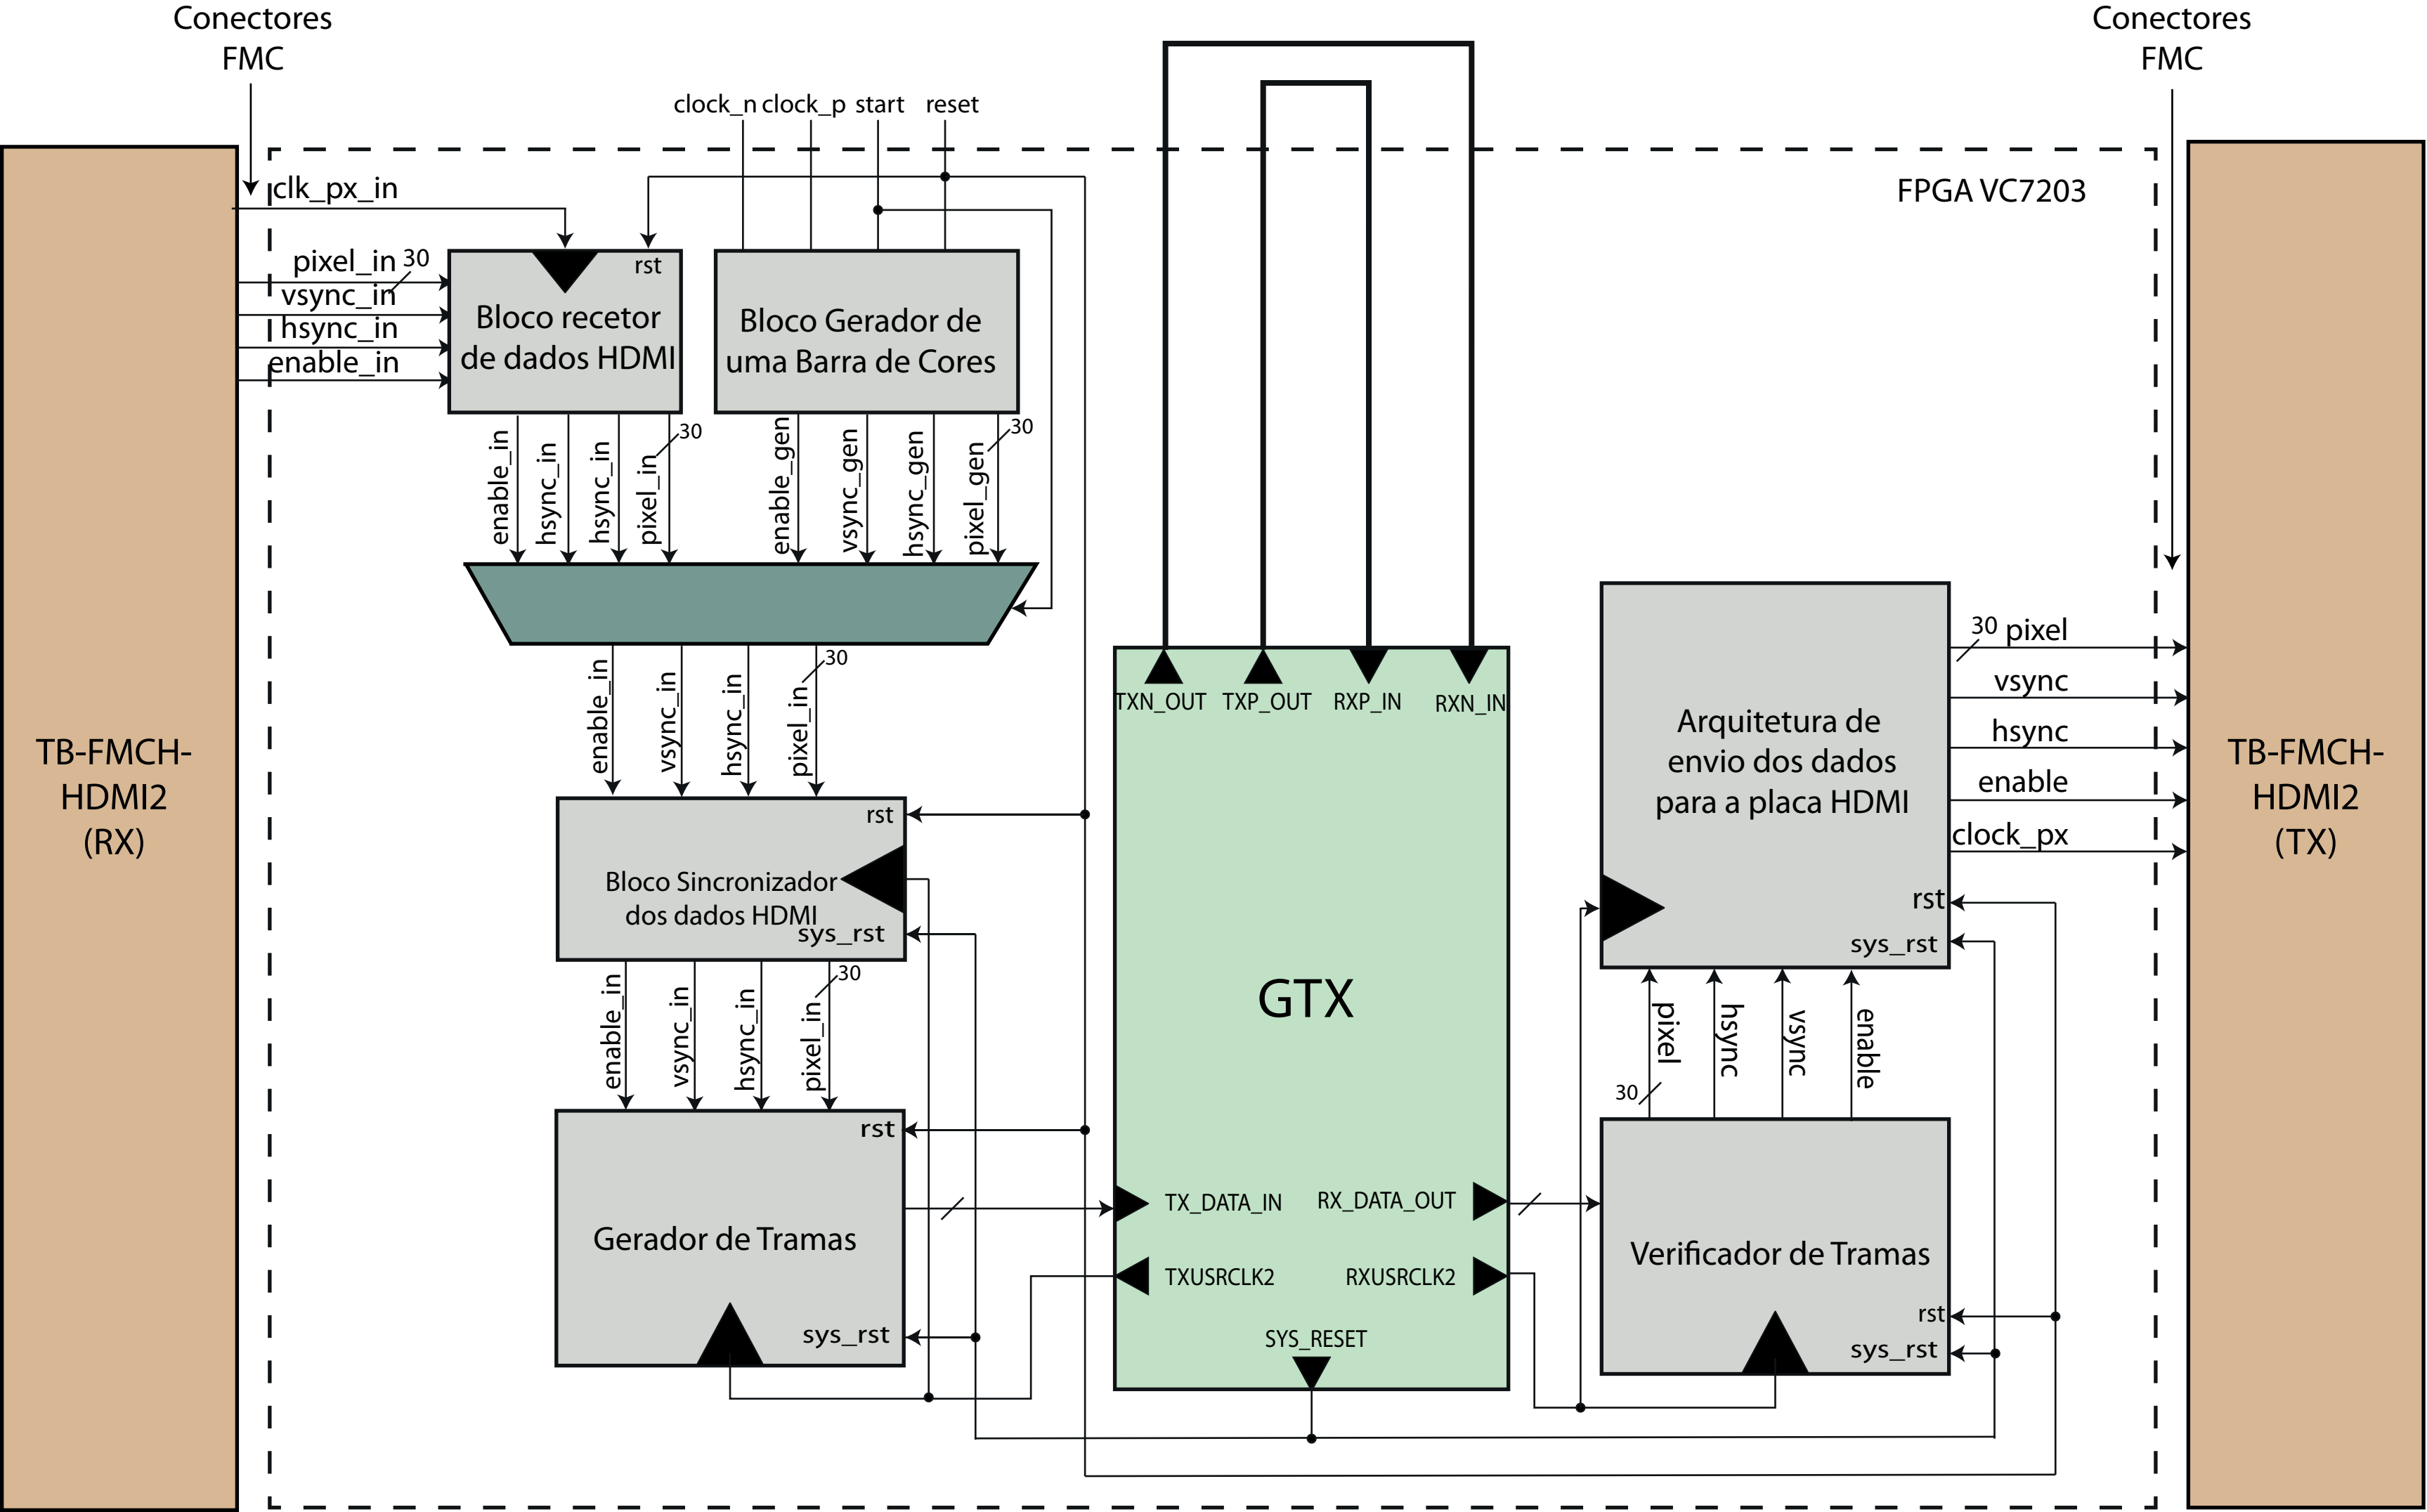 Conectores
FMC
Conectores
FMC
clock_n clock_p start reset
FPGA VC7203
clk_px_in
pixel_in 30
vsync_in
hsync_in
enable_in
rst
Bloco recetor
de dados HDMI
Bloco Gerador de
uma Barra de Cores
enable_in
hsync_in
hsync_in
pixel_in
30
enable_gen
vsync_gen
hsync_gen
pixel_gen
30
enable_in
vsync_in
hsync_in
pixel_in
30
TXN_OUT TXP_OUT RXP_IN RXN_IN
30 pixel
vsync
hsync
enable
clock_px
Arquitetura de
envio dos dados
para a placa HDMI
rst
sys_rst
TB-FMCH-
HDMI2
(RX)
TB-FMCH-
HDMI2
(TX)
rst
Bloco Sincronizador
dos dados HDMI
sys_rst
enable_in
vsync_in
hsync_in
pixel_in
30
GTX
pixel
hsync
vsync
enable
30
rst
Gerador de Tramas
sys_rst
TX_DATA_IN
RX_DATA_OUT
TXUSRCLK2
RXUSRCLK2
SYS_RESET
Verificador de Tramas
rst
sys_rst